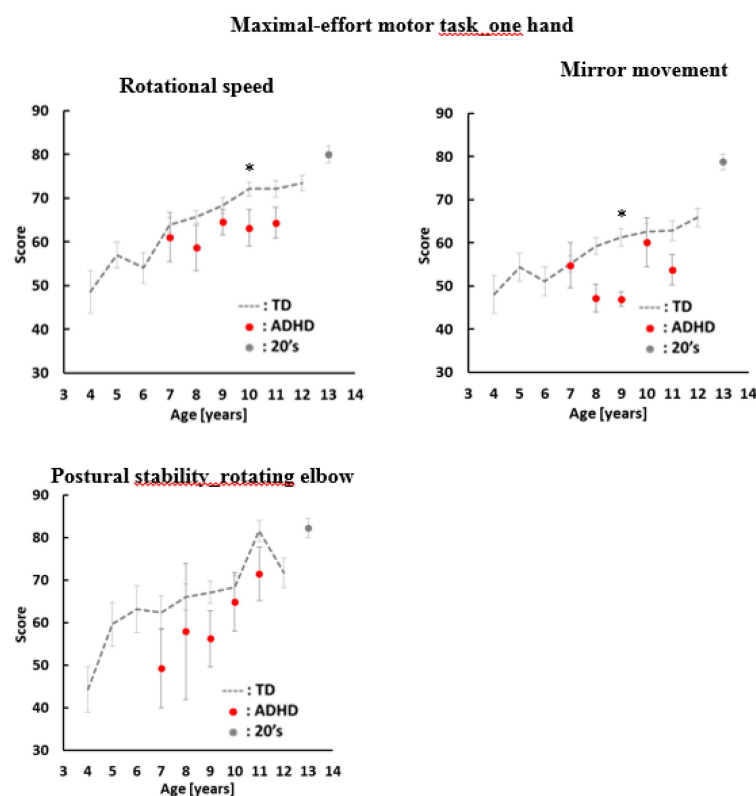 Maximal-effort motor task_one hand
Rotational speed
90
80
70
60
50
40
30
Score
*
: TD
: ADHD
: 20's
3 4 5 6 7 8 9 10 11 12 13 14
Age [years]
Mirror movement
90
80
70
60
50
40
30
Score
*
: TD
: ADHD
: 20's
3 4 5 6 7 8 9 10 11 12 13 14
Age [years]
Postural stability_rotating elbow
90
80
70
60
50
40
30
Score
: TD
: ADHD
: 20's
3 4 5 6 7 8 9 10 11 12 13 14
Age [years]